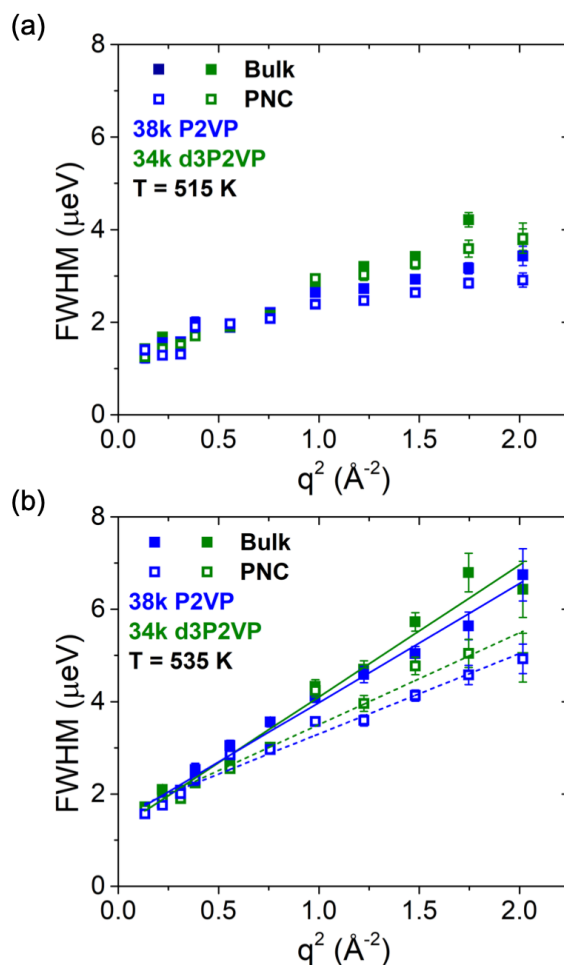 (a)
8
6
4
2
0
FWHM (μeV)
Bulk
PNC
38k P2VP
34k d3P2VP
T = 515 K
0.0 0.5 1.0 1.5 2.0
q² (Å⁻²)
(b)
8
6
4
2
0
FWHM (μeV)
Bulk
PNC
38k P2VP
34k d3P2VP
T = 535 K
0.0 0.5 1.0 1.5 2.0
q² (Å⁻²)